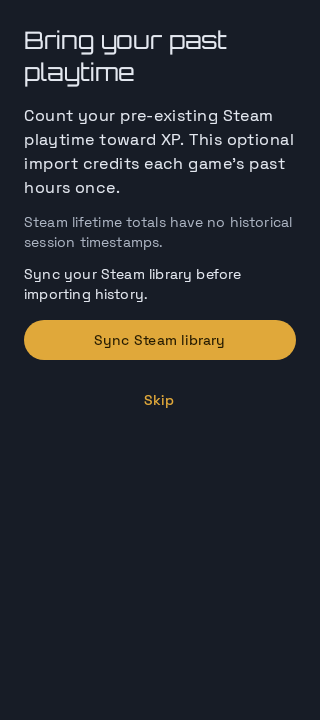 Bring your past
playtime
Count your pre-existing Steam
playtime toward XP. This optional
import credits each game's past
hours once.
Steam lifetime totals have no historical
session timestamps.
Sync your Steam library before
importing history.
Sync Steam library
Skip